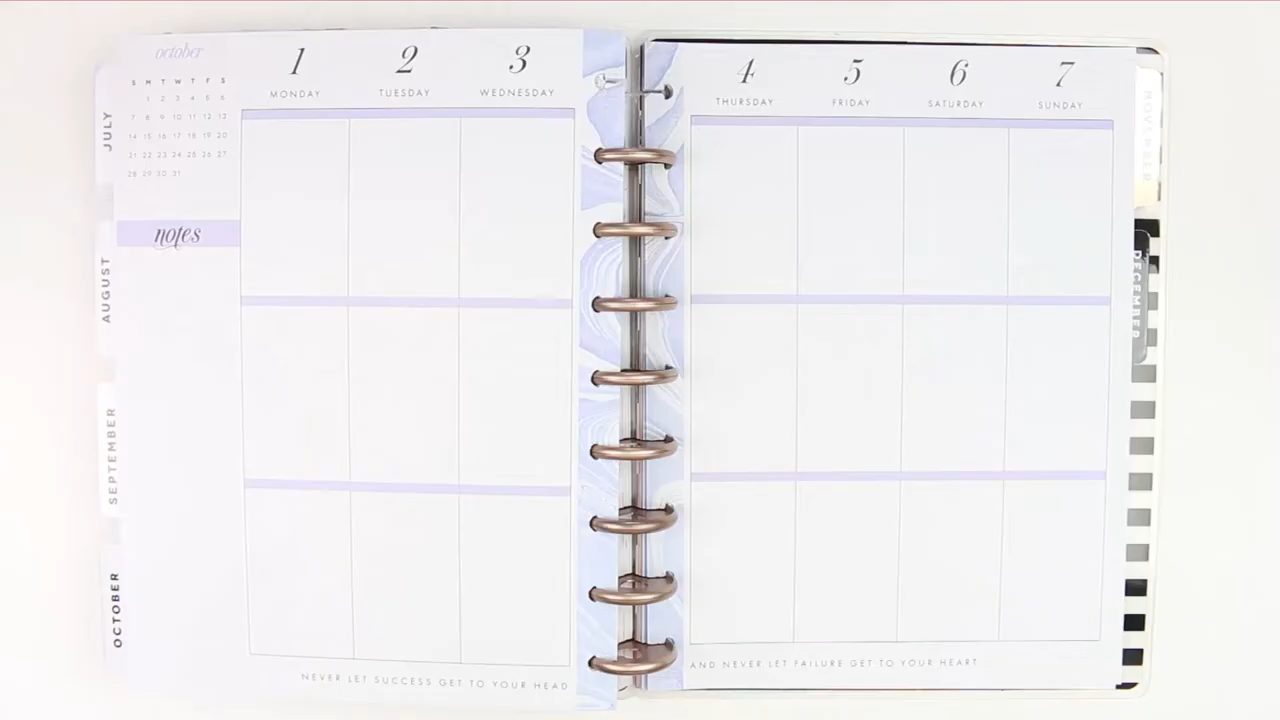 october
S M T W T F S
1 2 3 4 5 6
7 8 9 10 11 12 13
14 15 16 17 18 19 20
21 22 23 24 25 26 27
28 29 30 31
notes
JULY
AUGUST
SEPTEMBER
OCTOBER
1 2 3
MONDAY TUESDAY WEDNESDAY
NEVER LET SUCCESS GET TO YOUR HEAD
4 5 6 7
THURSDAY FRIDAY SATURDAY SUNDAY
AND NEVER LET FAILURE GET TO YOUR HEART
NOVEMBER
DECEMBER